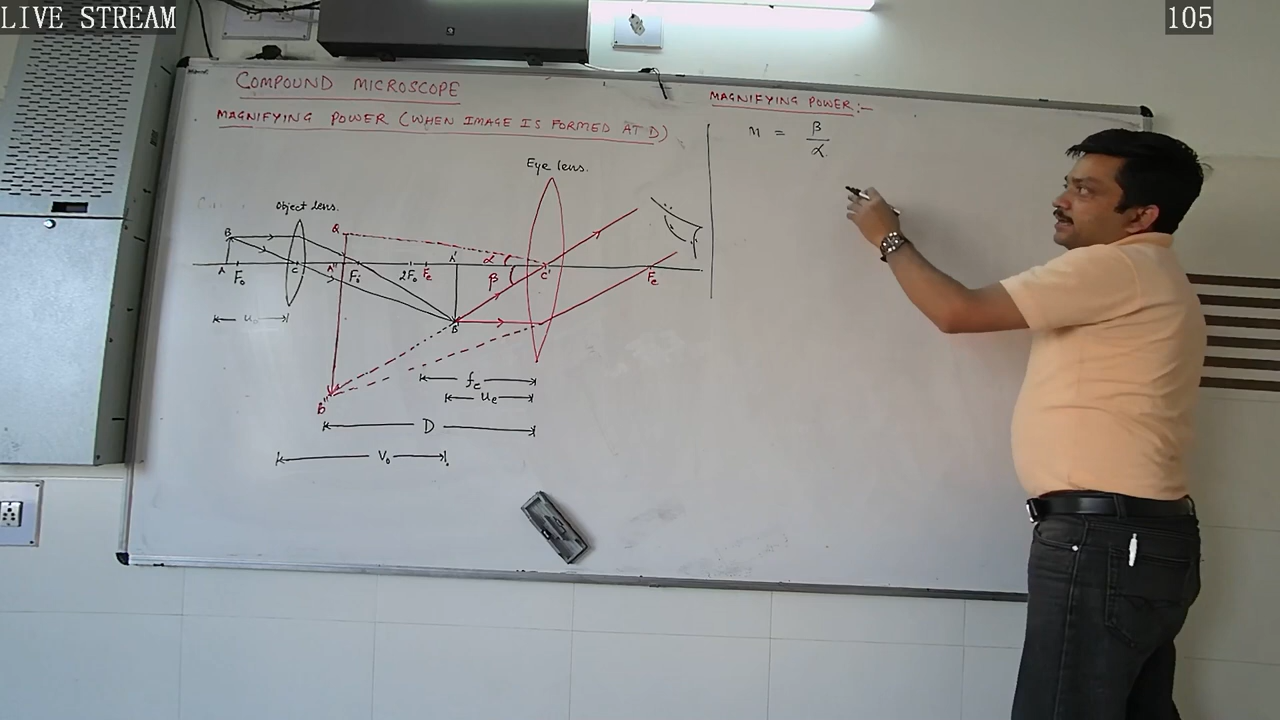 LIVE STREAM
105
COMPOUND MICROSCOPE
MAGNIFYING POWER (WHEN IMAGE IS FORMED AT D)
Eye lens.
Object lens.
B
Q
A
F₀
C
A"
F₀
2F₀
Fe
A'
α
β
C'
Fe
u₀
B'
B"
fe
ue
D
V₀
MAGNIFYING POWER:-
M = β/α